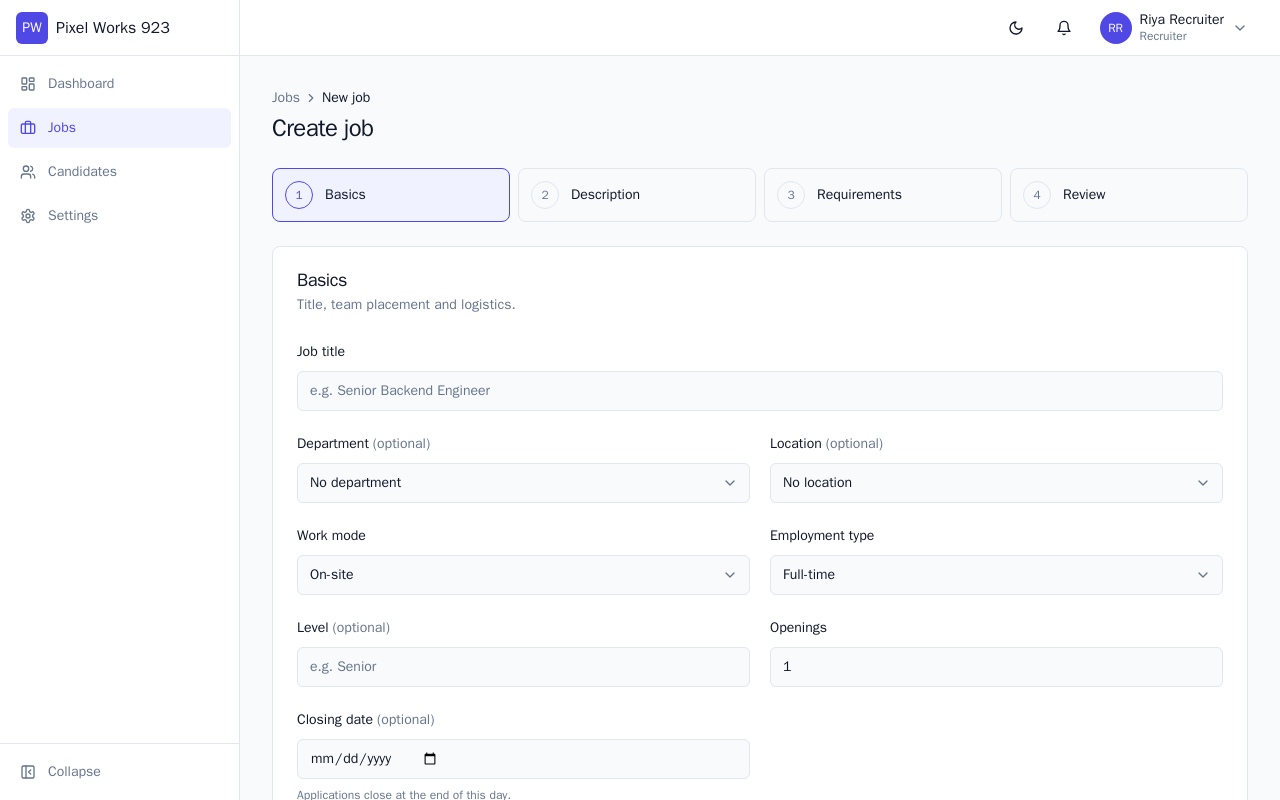 PW Pixel Works 923
RR Riya Recruiter
Recruiter
Dashboard
Jobs
Candidates
Settings
Collapse
Jobs > New job
Create job
1 Basics
2 Description
3 Requirements
4 Review
Basics
Title, team placement and logistics.
Job title
e.g. Senior Backend Engineer
Department (optional)
No department
Location (optional)
No location
Work mode
On-site
Employment type
Full-time
Level (optional)
e.g. Senior
Openings
1
Closing date (optional)
mm/dd/yyyy
Applications close at the end of this day.